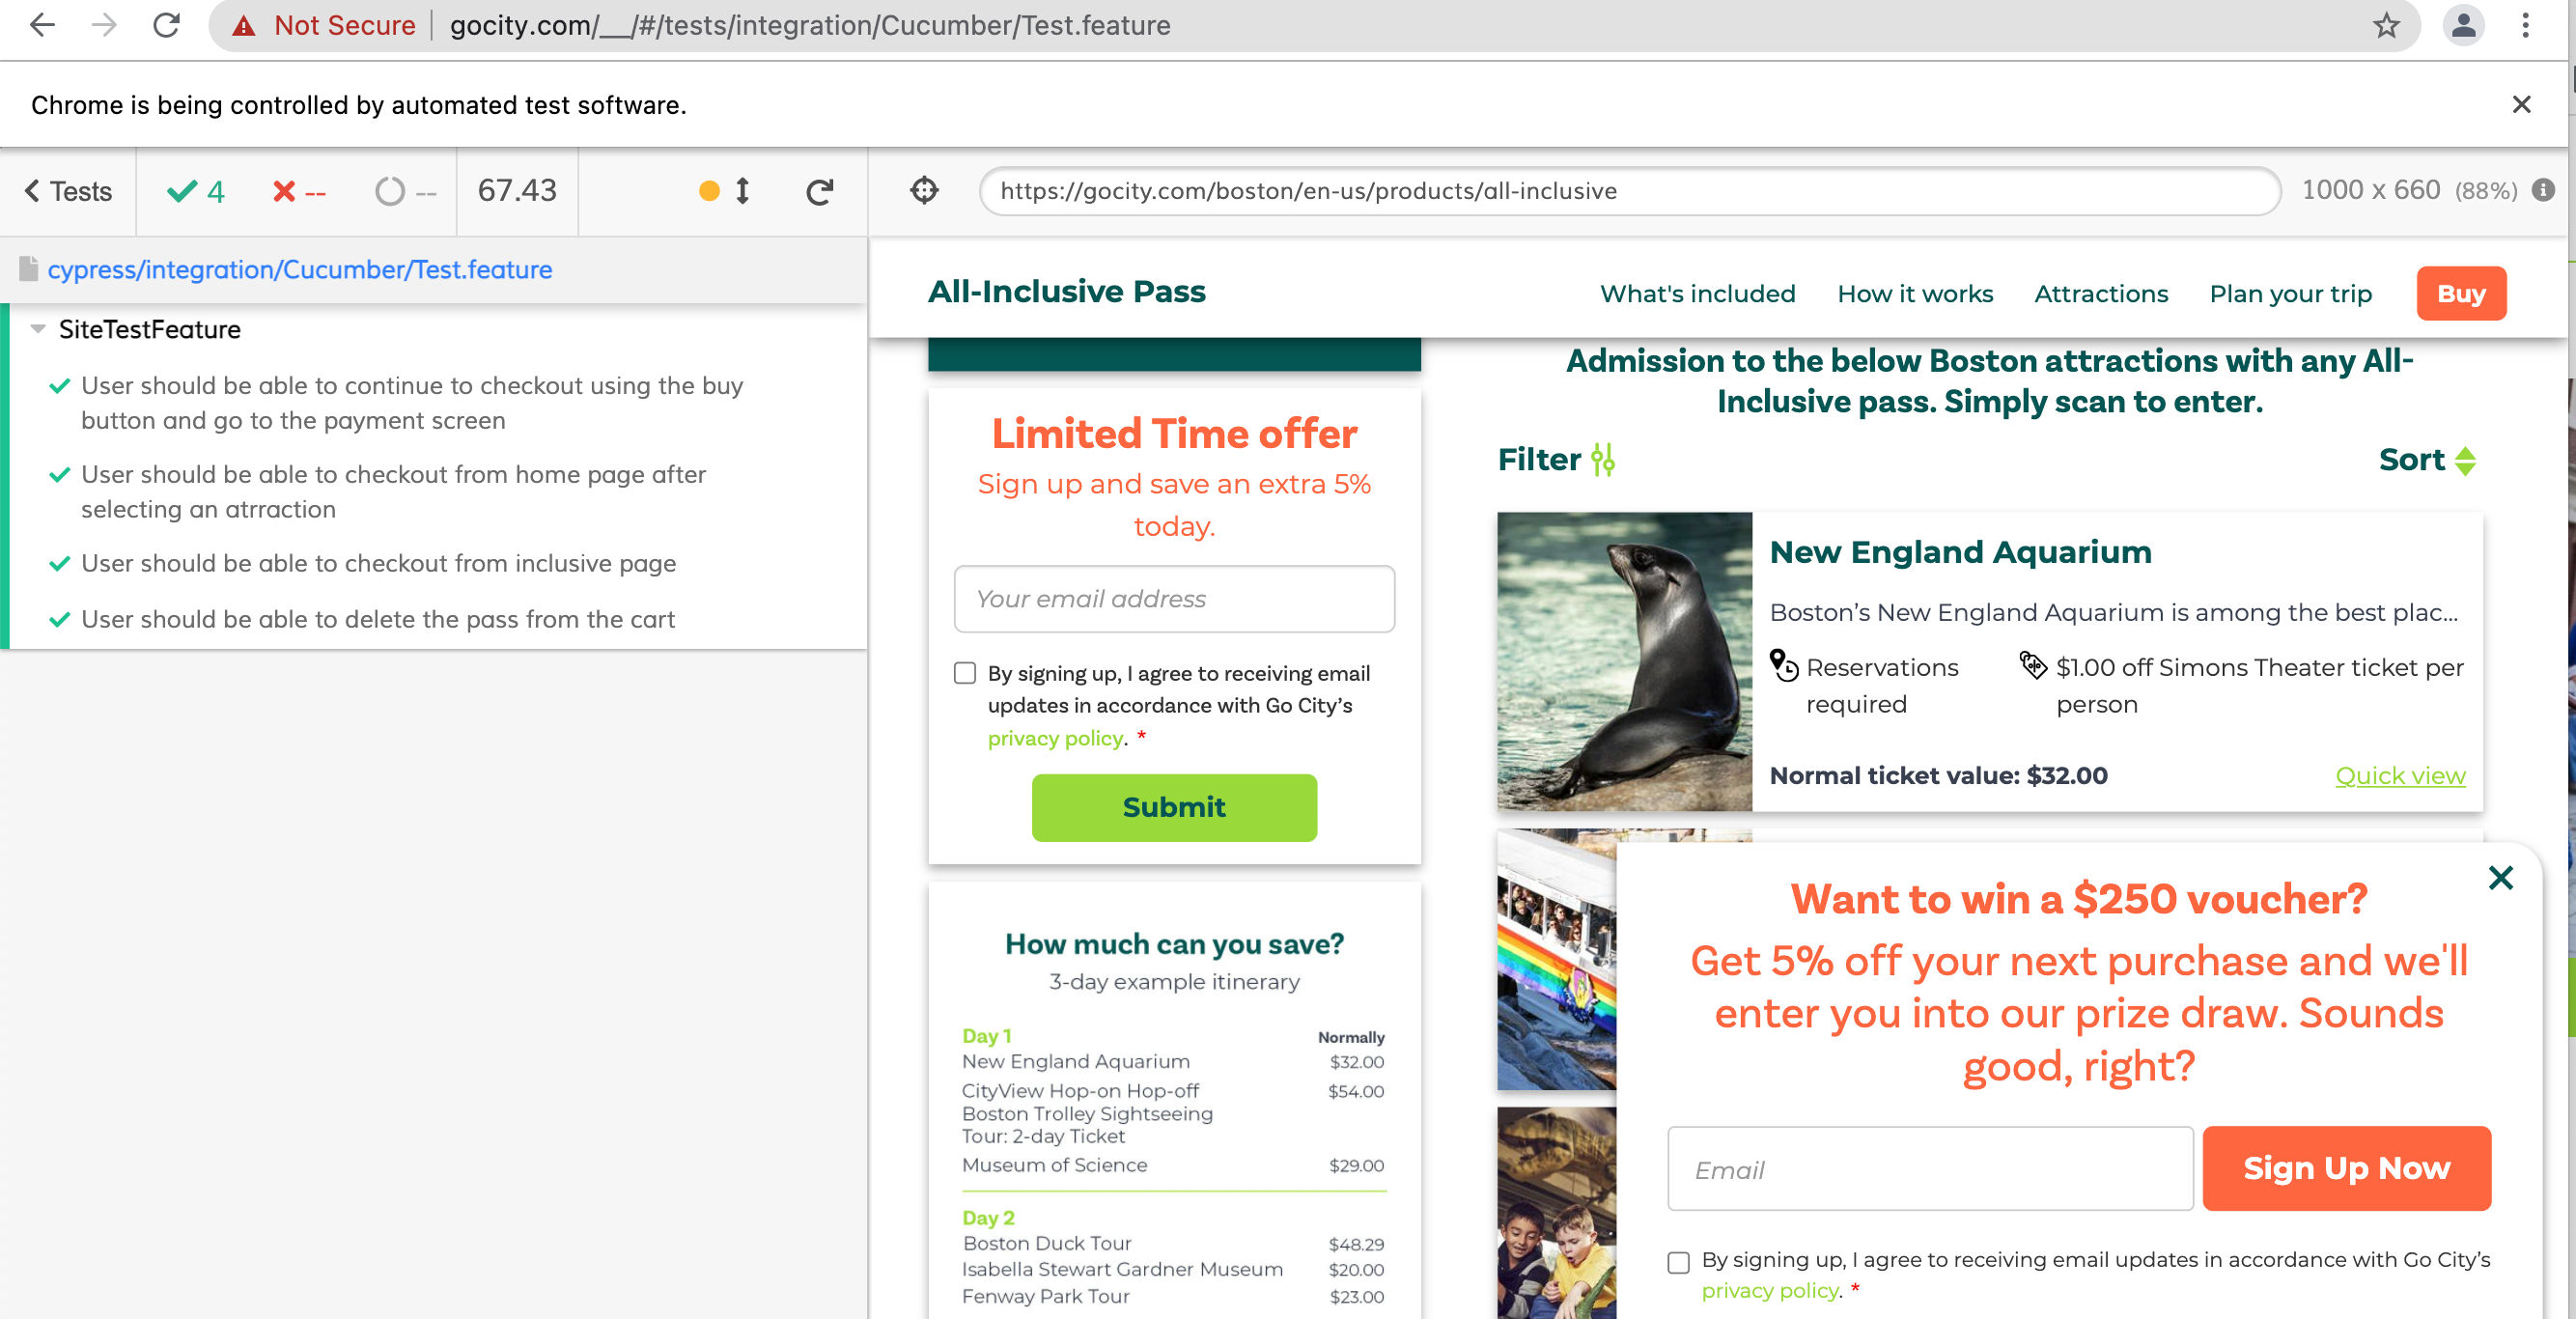 Not Secure gocity.com/__/#/tests/integration/Cucumber/Test.feature
Chrome is being controlled by automated test software.
Tests
4
--
--
67.43
https://gocity.com/boston/en-us/products/all-inclusive
1000 x 660 (88%)
cypress/integration/Cucumber/Test.feature
SiteTestFeature
User should be able to continue to checkout using the buy
button and go to the payment screen
User should be able to checkout from home page after
selecting an atrraction
User should be able to checkout from inclusive page
User should be able to delete the pass from the cart
All-Inclusive Pass
What's included
How it works
Attractions
Plan your trip
Buy
Limited Time offer
Sign up and save an extra 5%
today.
Your email address
By signing up, I agree to receiving email
updates in accordance with Go City’s
privacy policy. *
Submit
How much can you save?
3-day example itinerary
Day 1 Normally
New England Aquarium $32.00
CityView Hop-on Hop-off $54.00
Boston Trolley Sightseeing
Tour: 2-day Ticket
Museum of Science $29.00
Day 2
Boston Duck Tour $48.29
Isabella Stewart Gardner Museum $20.00
Fenway Park Tour $23.00
Admission to the below Boston attractions with any All-
Inclusive pass. Simply scan to enter.
Filter
Sort
New England Aquarium
Boston’s New England Aquarium is among the best plac...
Reservations
required
$1.00 off Simons Theater ticket per
person
Normal ticket value: $32.00
Quick view
Want to win a $250 voucher?
Get 5% off your next purchase and we'll
enter you into our prize draw. Sounds
good, right?
Email
Sign Up Now
By signing up, I agree to receiving email updates in accordance with Go City’s
privacy policy. *